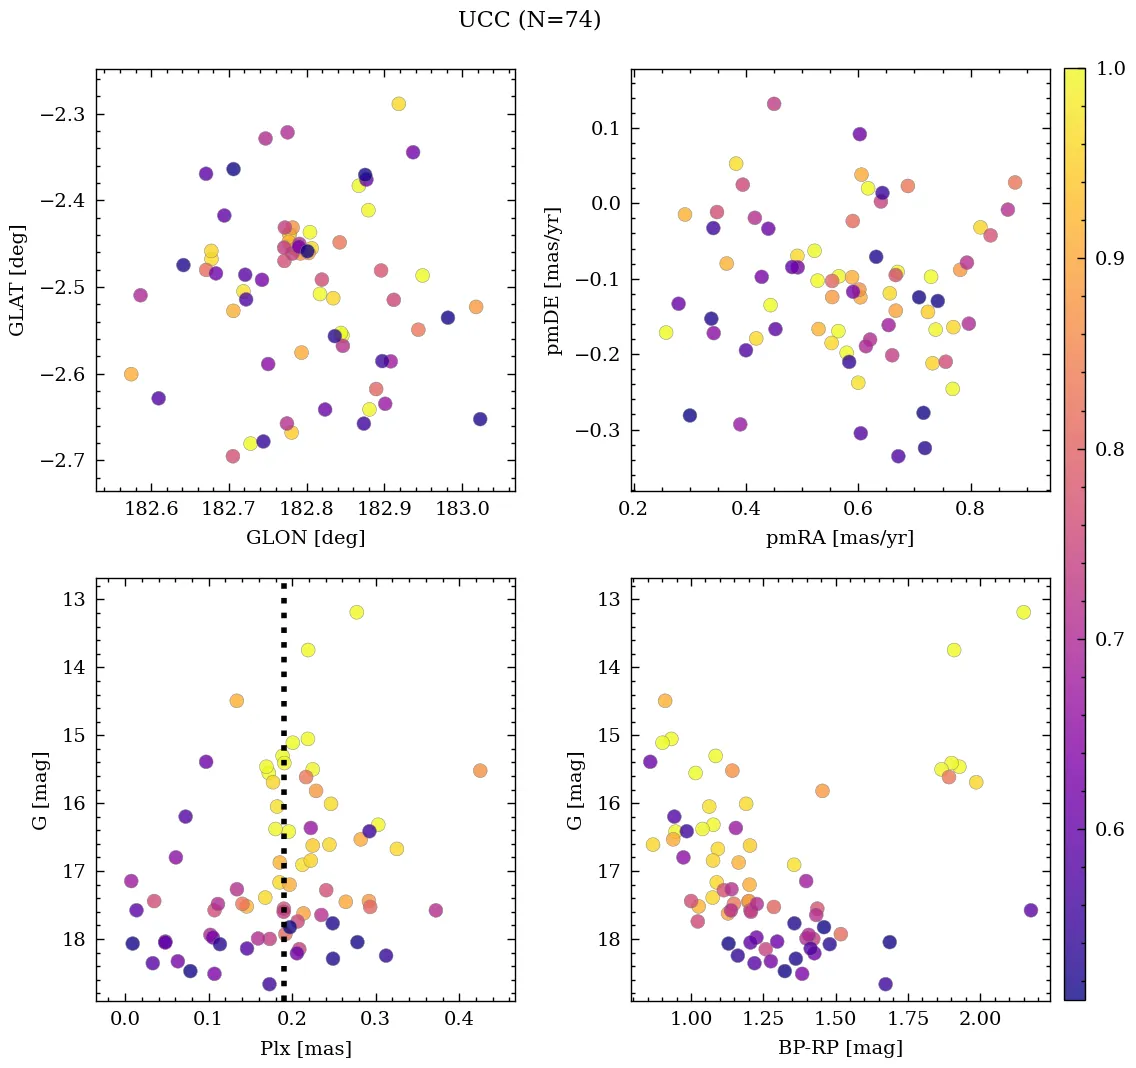 UCC (N=74)
−2.3
−2.4
−2.5
−2.6
−2.7
GLAT [deg]
182.6 182.7 182.8 182.9 183.0
GLON [deg]
0.1
0.0
−0.1
−0.2
−0.3
pmDE [mas/yr]
0.2 0.4 0.6 0.8
pmRA [mas/yr]
13
14
15
16
17
18
G [mag]
0.0 0.1 0.2 0.3 0.4
Plx [mas]
13
14
15
16
17
18
G [mag]
1.00 1.25 1.50 1.75 2.00
BP-RP [mag]
1.0
0.9
0.8
0.7
0.6